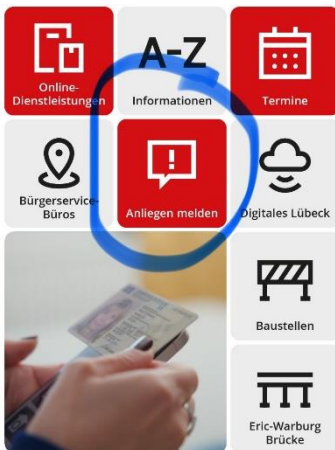 Online-
Dienstleistungen
A-Z
Informationen
Termine
Bürgerservice-
Büros
Anliegen melden
Digitales Lübeck
Baustellen
Eric-Warburg
Brücke